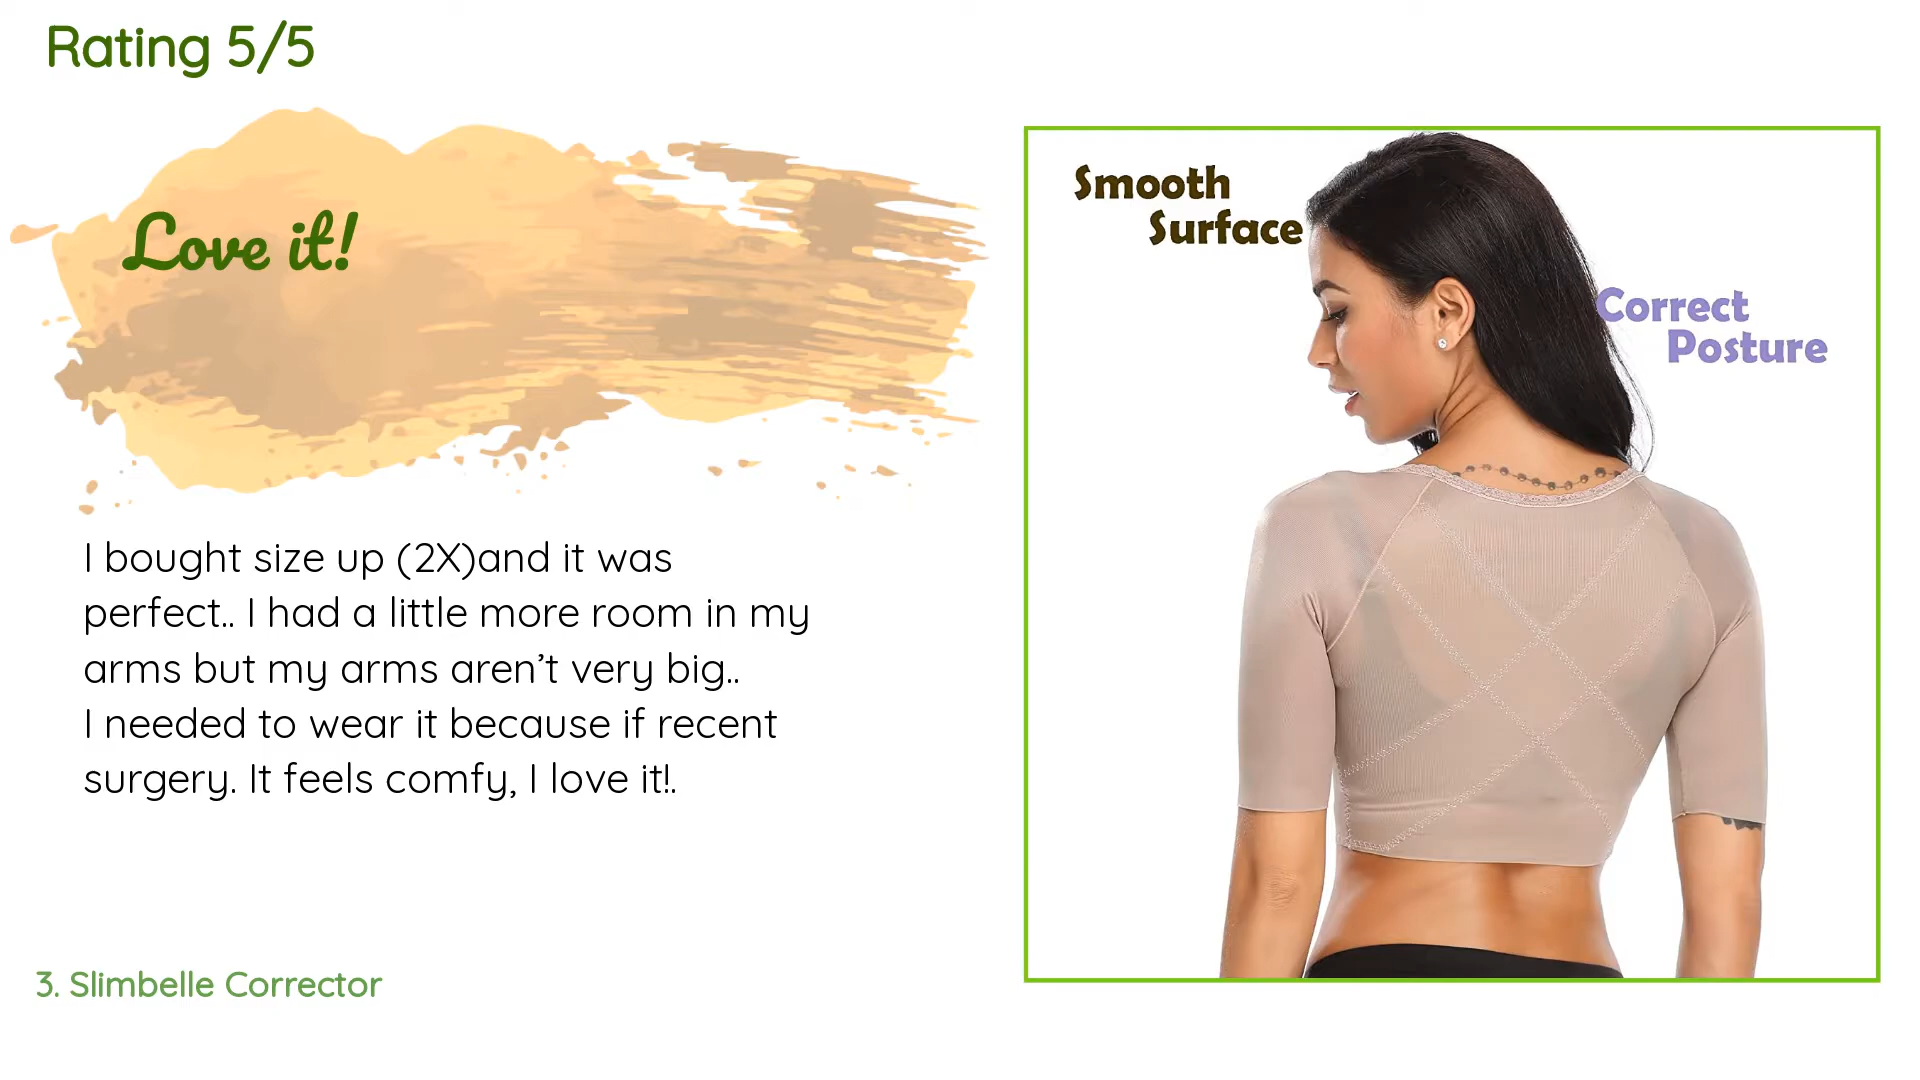 Rating 5/5
Love it!
Smooth
Surface
Correct
Posture
I bought size up (2X)and it was
perfect.. I had a little more room in my
arms but my arms aren’t very big..
I needed to wear it because if recent
surgery. It feels comfy, I love it!.
3. Slimbelle Corrector